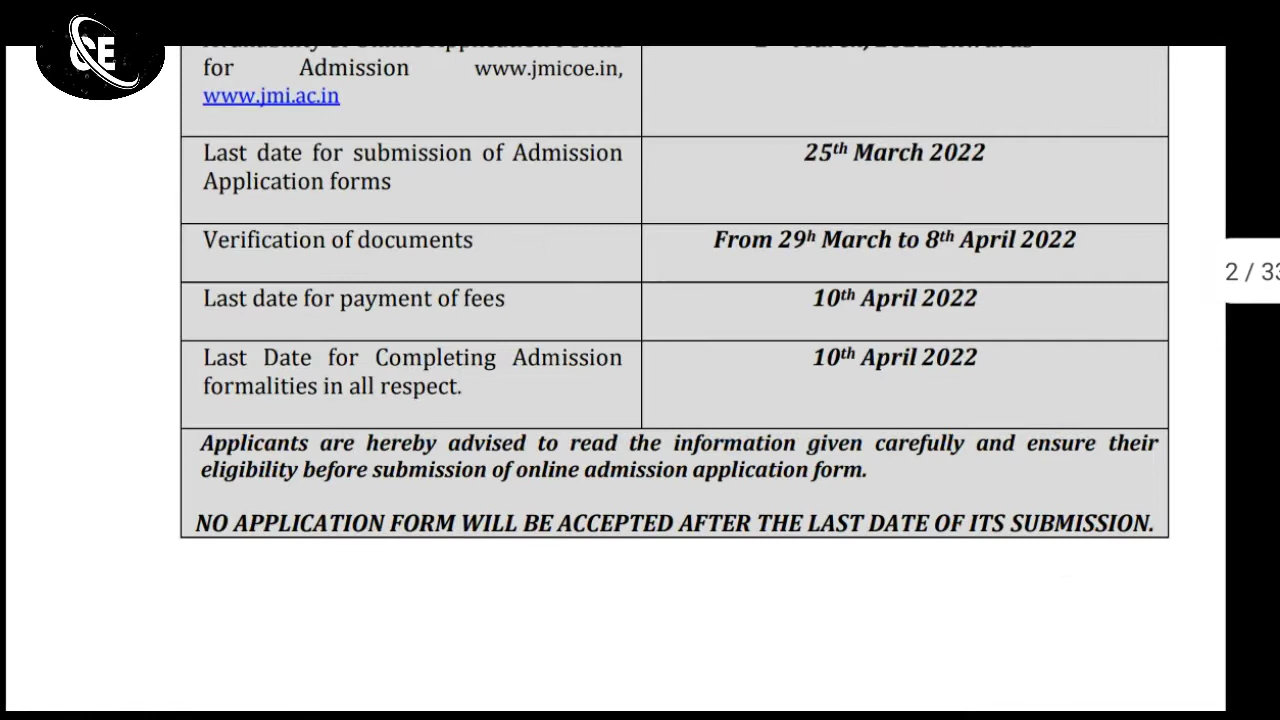 CE
for Admission www.jmicoe.in,
www.jmi.ac.in
Last date for submission of Admission
Application forms
25th March 2022
Verification of documents
From 29h March to 8th April 2022
Last date for payment of fees
10th April 2022
Last Date for Completing Admission
formalities in all respect.
10th April 2022
Applicants are hereby advised to read the information given carefully and ensure their
eligibility before submission of online admission application form.
NO APPLICATION FORM WILL BE ACCEPTED AFTER THE LAST DATE OF ITS SUBMISSION.
2 / 33